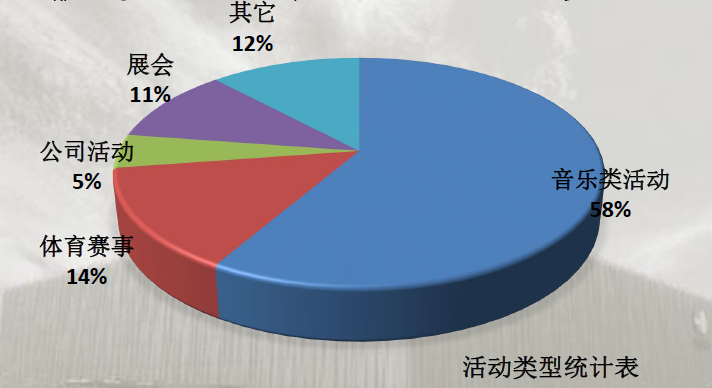 其它
12%
展会
11%
公司活动
5%
音乐类活动
58%
体育赛事
14%
活动类型统计表